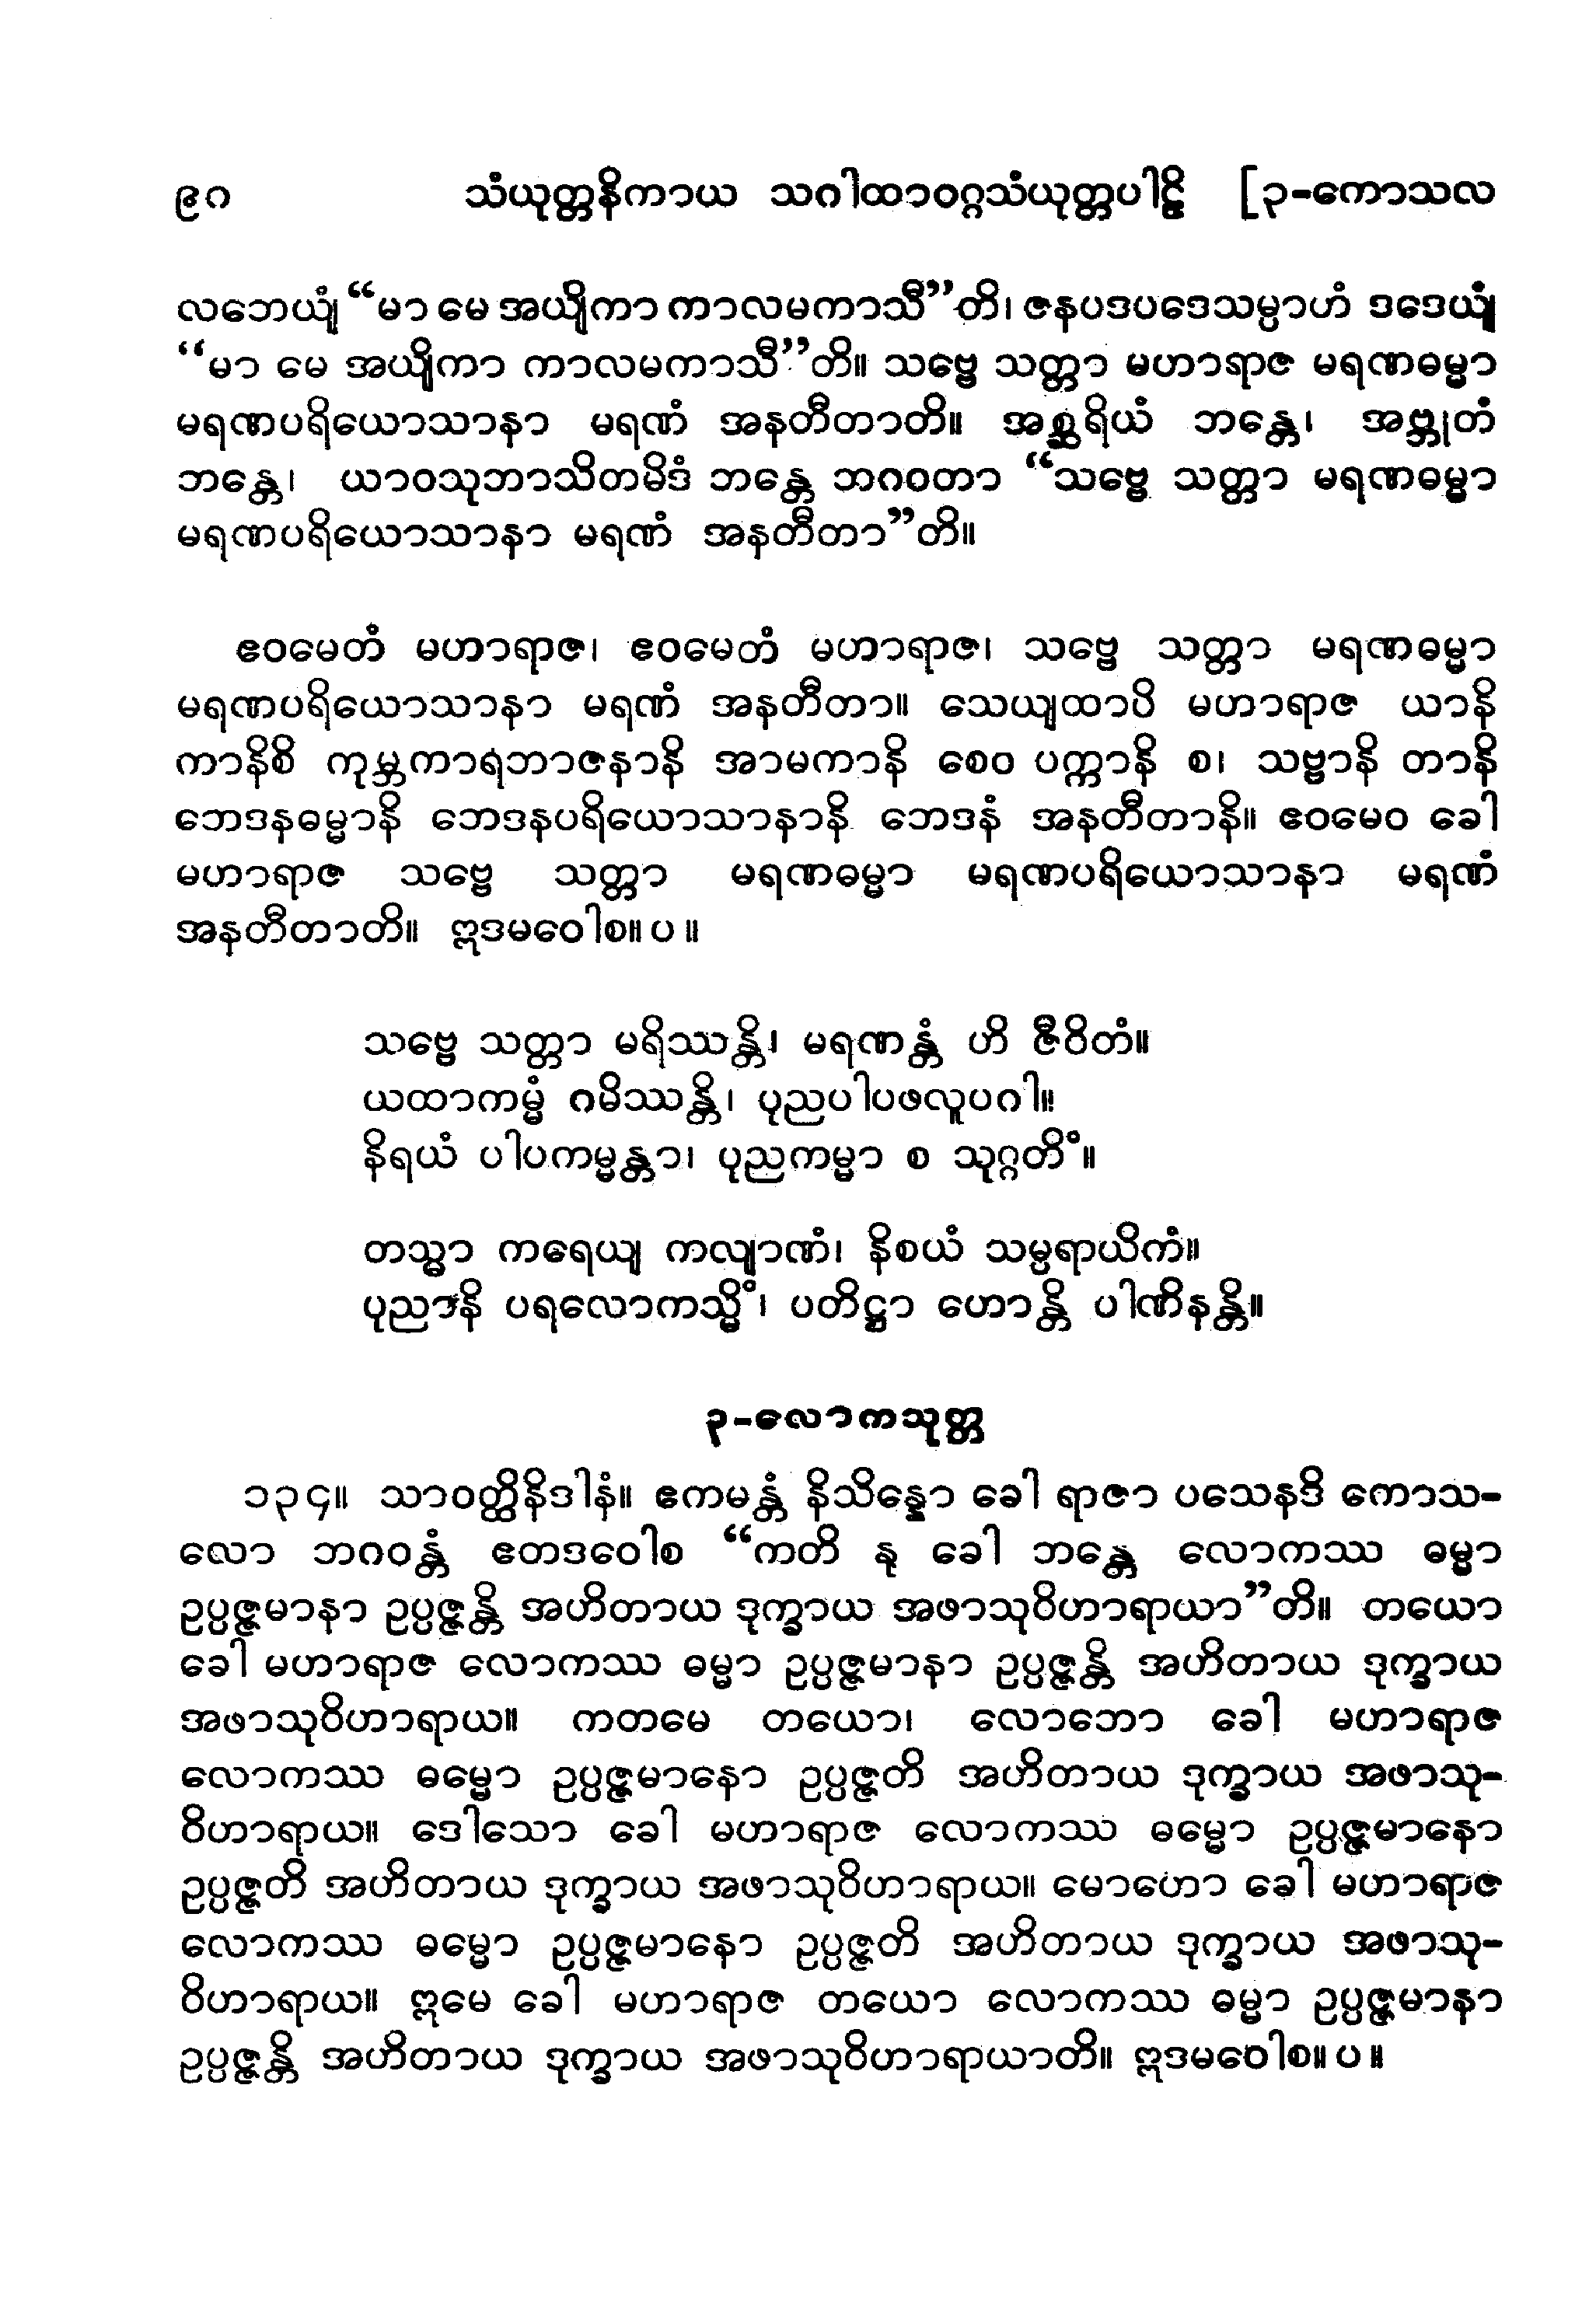 ၉၀ သံယုတ္တနိကာယ သဂါထာဝဂ္ဂသံယုတ္တပါဠိ [၃-ကောသလ
လဘေယျံ “မာ မေ အယျိကာ ကာလမကာသီ”တိ၊ ဇနပဒပဒေသမ္ပာဟံ ဒဒေယျံ
“မာ မေ အယျိကာ ကာလမကာသီ”တိ။ သဗ္ဗေ သတ္တာ မဟာရာဇ မရဏဓမ္မာ
မရဏပရိယောသာနာ မရဏံ အနတီတာတိ။ အစ္ဆရိယံ ဘန္တေ၊ အဗ္ဘုတံ
ဘန္တေ၊ ယာဝသုဘာသိတမိဒံ ဘန္တေ ဘဂဝတာ “သဗ္ဗေ သတ္တာ မရဏဓမ္မာ
မရဏပရိယောသာနာ မရဏံ အနတီတာ”တိ။
ဧဝမေတံ မဟာရာဇ၊ ဧဝမေတံ မဟာရာဇ၊ သဗ္ဗေ သတ္တာ မရဏဓမ္မာ
မရဏပရိယောသာနာ မရဏံ အနတီတာ။ သေယျထာပိ မဟာရာဇ ယာနိ
ကာနိစိ ကုမ္ဘကာရဘာဇနာနိ အာမကာနိ စေဝ ပက္ကာနိ စ၊ သဗ္ဗာနိ တာနိ
ဘေဒနဓမ္မာနိ ဘေဒနပရိယောသာနာနိ ဘေဒနံ အနတီတာနိ။ ဧဝမေဝ ခေါ
မဟာရာဇ သဗ္ဗေ သတ္တာ မရဏဓမ္မာ မရဏပရိယောသာနာ မရဏံ
အနတီတာတိ။ ဣဒမဝေါစ။ ပ ။
သဗ္ဗေ သတ္တာ မရိဿန္တိ၊ မရဏန္တံ ဟိ ဇီဝိတံ။
ယထာကမ္မံ ဂမိဿန္တိ၊ ပုညပါပဖလူပဂါ။
နိရယံ ပါပကမ္မန္တာ၊ ပုညကမ္မာ စ သုဂ္ဂတိံ။
တသ္မာ ကရေယျ ကလျာဏံ၊ နိစယံ သမ္ပရာယိကံ။
ပုညာနိ ပရလောကသ္မိံ၊ ပတိဋ္ဌာ ဟောန္တိ ပါဏိနန္တိ။
၃-လောကသုတ္တ
၁၃၄။ သာဝတ္ထိနိဒါနံ။ ဧကမန္တံ နိသိန္နော ခေါ ရာဇာ ပသေနဒိ ကောသ-
လော ဘဂဝန္တံ ဧတဒဝေါစ “ကတိ နု ခေါ ဘန္တေ လောကဿ ဓမ္မာ
ဥပ္ပဇ္ဇမာနာ ဥပ္ပဇ္ဇန္တိ အဟိတာယ ဒုက္ခာယ အဖာသုဝိဟာရာယာ”တိ။ တယော
ခေါ မဟာရာဇ လောကဿ ဓမ္မာ ဥပ္ပဇ္ဇမာနာ ဥပ္ပဇ္ဇန္တိ အဟိတာယ ဒုက္ခာယ
အဖာသုဝိဟာရာယ။ ကတမေ တယော၊ လောဘော ခေါ မဟာရာဇ
လောကဿ ဓမ္မော ဥပ္ပဇ္ဇမာနော ဥပ္ပဇ္ဇတိ အဟိတာယ ဒုက္ခာယ အဖာသု-
ဝိဟာရာယ။ ဒေါသော ခေါ မဟာရာဇ လောကဿ ဓမ္မော ဥပ္ပဇ္ဇမာနော
ဥပ္ပဇ္ဇတိ အဟိတာယ ဒုက္ခာယ အဖာသုဝိဟာရာယ။ မောဟော ခေါ မဟာရာဇ
လောကဿ ဓမ္မော ဥပ္ပဇ္ဇမာနော ဥပ္ပဇ္ဇတိ အဟိတာယ ဒုက္ခာယ အဖာသု-
ဝိဟာရာယ။ ဣမေ ခေါ မဟာရာဇ တယော လောကဿ ဓမ္မာ ဥပ္ပဇ္ဇမာနာ
ဥပ္ပဇ္ဇန္တိ အဟိတာယ ဒုက္ခာယ အဖာသုဝိဟာရာယာတိ။ ဣဒမဝေါစ။ ပ ။